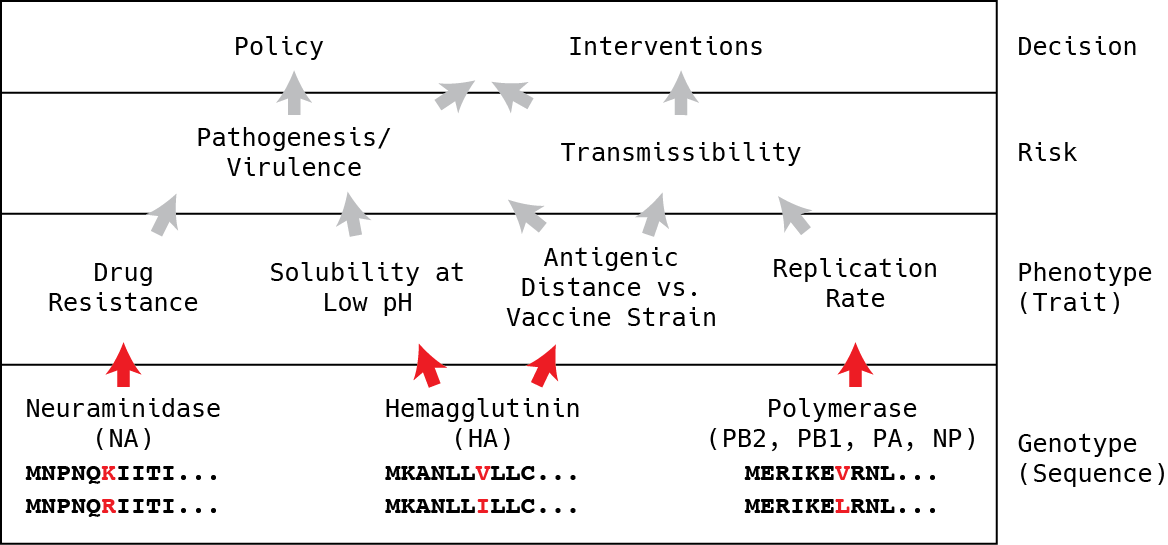 Policy
Interventions
Decision
Pathogenesis/
Virulence
Transmissibility
Risk
Drug
Resistance
Solubility at
Low pH
Antigenic
Distance vs.
Vaccine Strain
Replication
Rate
Phenotype
(Trait)
Neuraminidase
(NA)
MNPNQKIITI...
MNPNQRIITI...
Hemagglutinin
(HA)
MKANLLVLLC...
MKANLLILLC...
Polymerase
(PB2, PB1, PA, NP)
MERIKEVRNL...
MERIKELRNL...
Genotype
(Sequence)